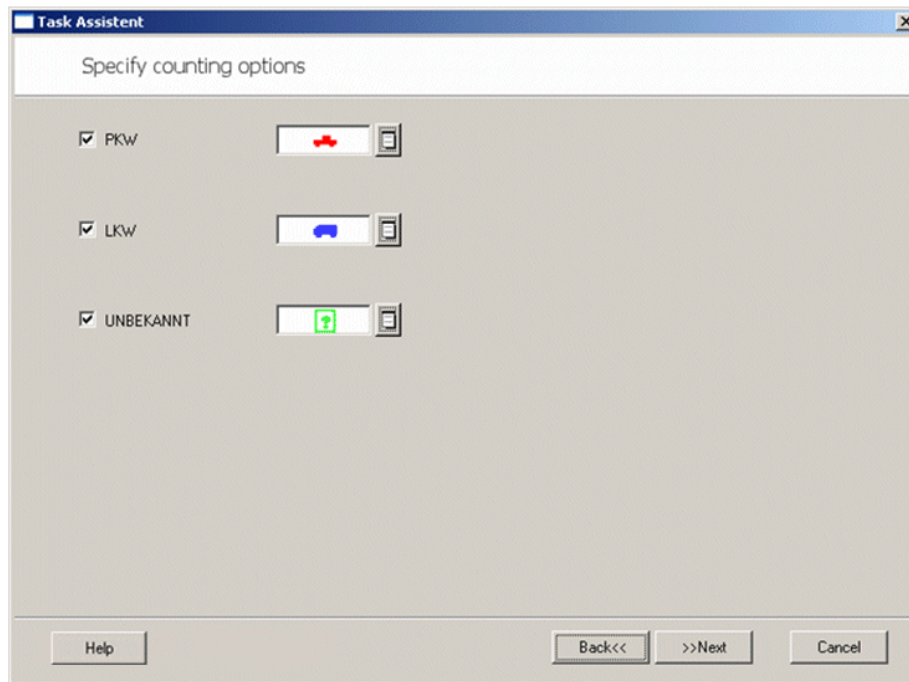 Task Assistent
Specify counting options
PKW
LKW
UNBEKANNT
?
Help Back<< >>Next Cancel